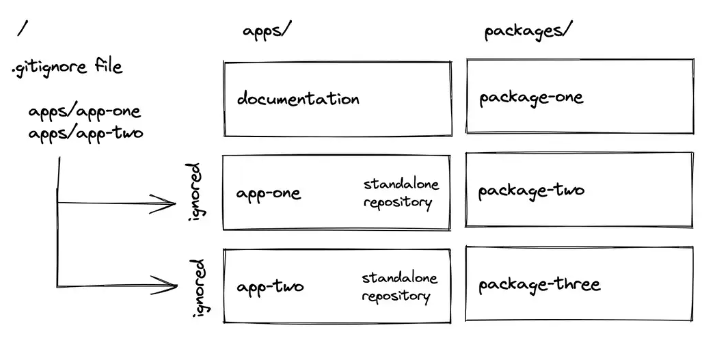 /
.gitignore file
apps/app-one
apps/app-two
ignored
ignored
apps/
documentation
app-one
standalone
repository
app-two
standalone
repository
packages/
package-one
package-two
package-three